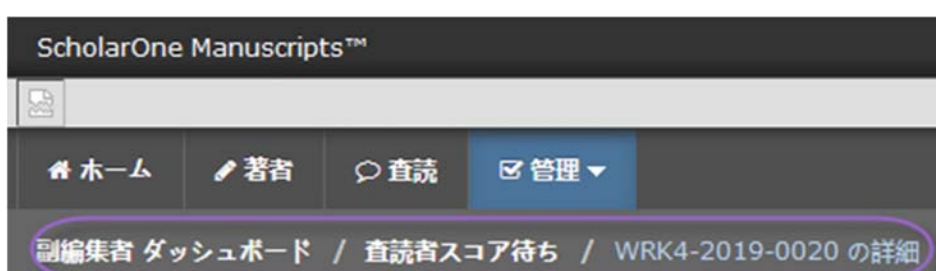 ScholarOne Manuscripts™
ホーム 著者 査読 管理
副編集者 ダッシュボード / 査読者スコア待ち / WRK4-2019-0020 の詳細